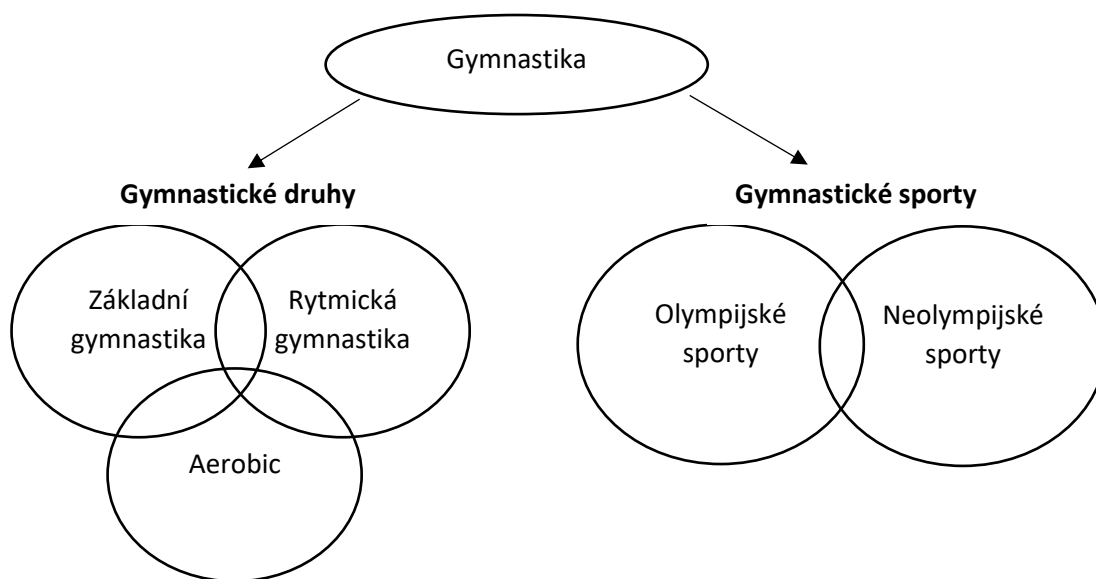 Gymnastika
Gymnastické druhy
Základní
gymnastika
Rytmická
gymnastika
Aerobic
Gymnastické sporty
Olympijské
sporty
Neolympijské
sporty